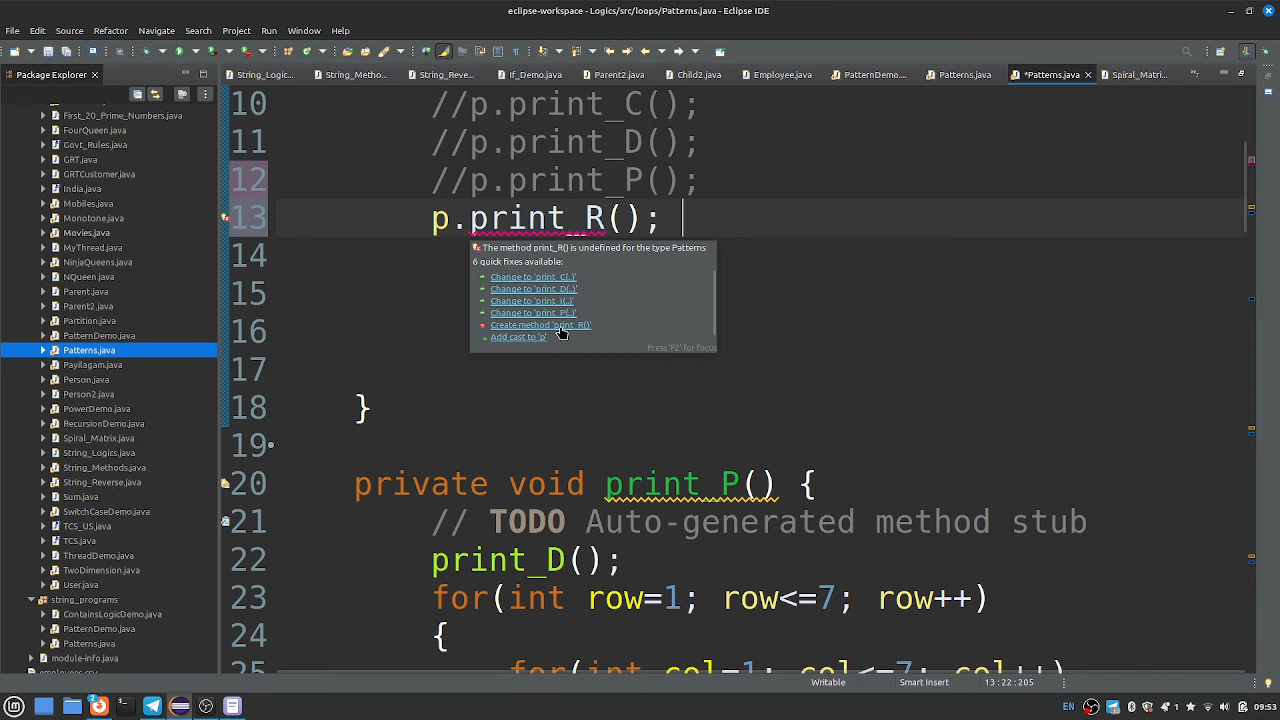 eclipse-workspace - Logics/src/loops/Patterns.java - Eclipse IDE
File Edit Source Refactor Navigate Search Project Run Window Help
Package Explorer
String_Logic... String_Metho... String_Reve... If_Demo.java Parent2.java Child2.java Employee.java PatternDemo.... Patterns.java *Patterns.java Spiral_Matri...
First_20_Prime_Numbers.java
FourQueen.java
Govt_Rules.java
GRT.java
GRTCustomer.java
India.java
Mobiles.java
Monotone.java
Movies.java
MyThread.java
NinjaQueens.java
NQueen.java
Parent.java
Parent2.java
Partition.java
PatternDemo.java
Patterns.java
Payilagam.java
Person.java
Person2.java
PowerDemo.java
RecursionDemo.java
Spiral_Matrix.java
String_Logics.java
String_Methods.java
String_Reverse.java
Sum.java
SwitchCaseDemo.java
TCS_US.java
TCS.java
ThreadDemo.java
TwoDimension.java
User.java
string_programs
ContainsLogicDemo.java
PatternDemo.java
Patterns.java
module-info.java
10 //p.print_C();
11 //p.print_D();
12 //p.print_P();
13 p.print_R();
14
15
16
17
18 }
19
20 private void print_P() {
21 // TODO Auto-generated method stub
22 print_D();
23 for(int row=1; row<=7; row++)
24 {
25 for(int col=1; col<=7; col++)
The method print_R() is undefined for the type Patterns
6 quick fixes available:
Change to 'print_C(..)'
Change to 'print_D(..)'
Change to 'print_I(..)'
Change to 'print_P(..)'
Create method 'print_R()'
Add cast to 'p'
Press 'F2' for focus
Writable Smart Insert 13 : 22 : 205
2
EN 09:53